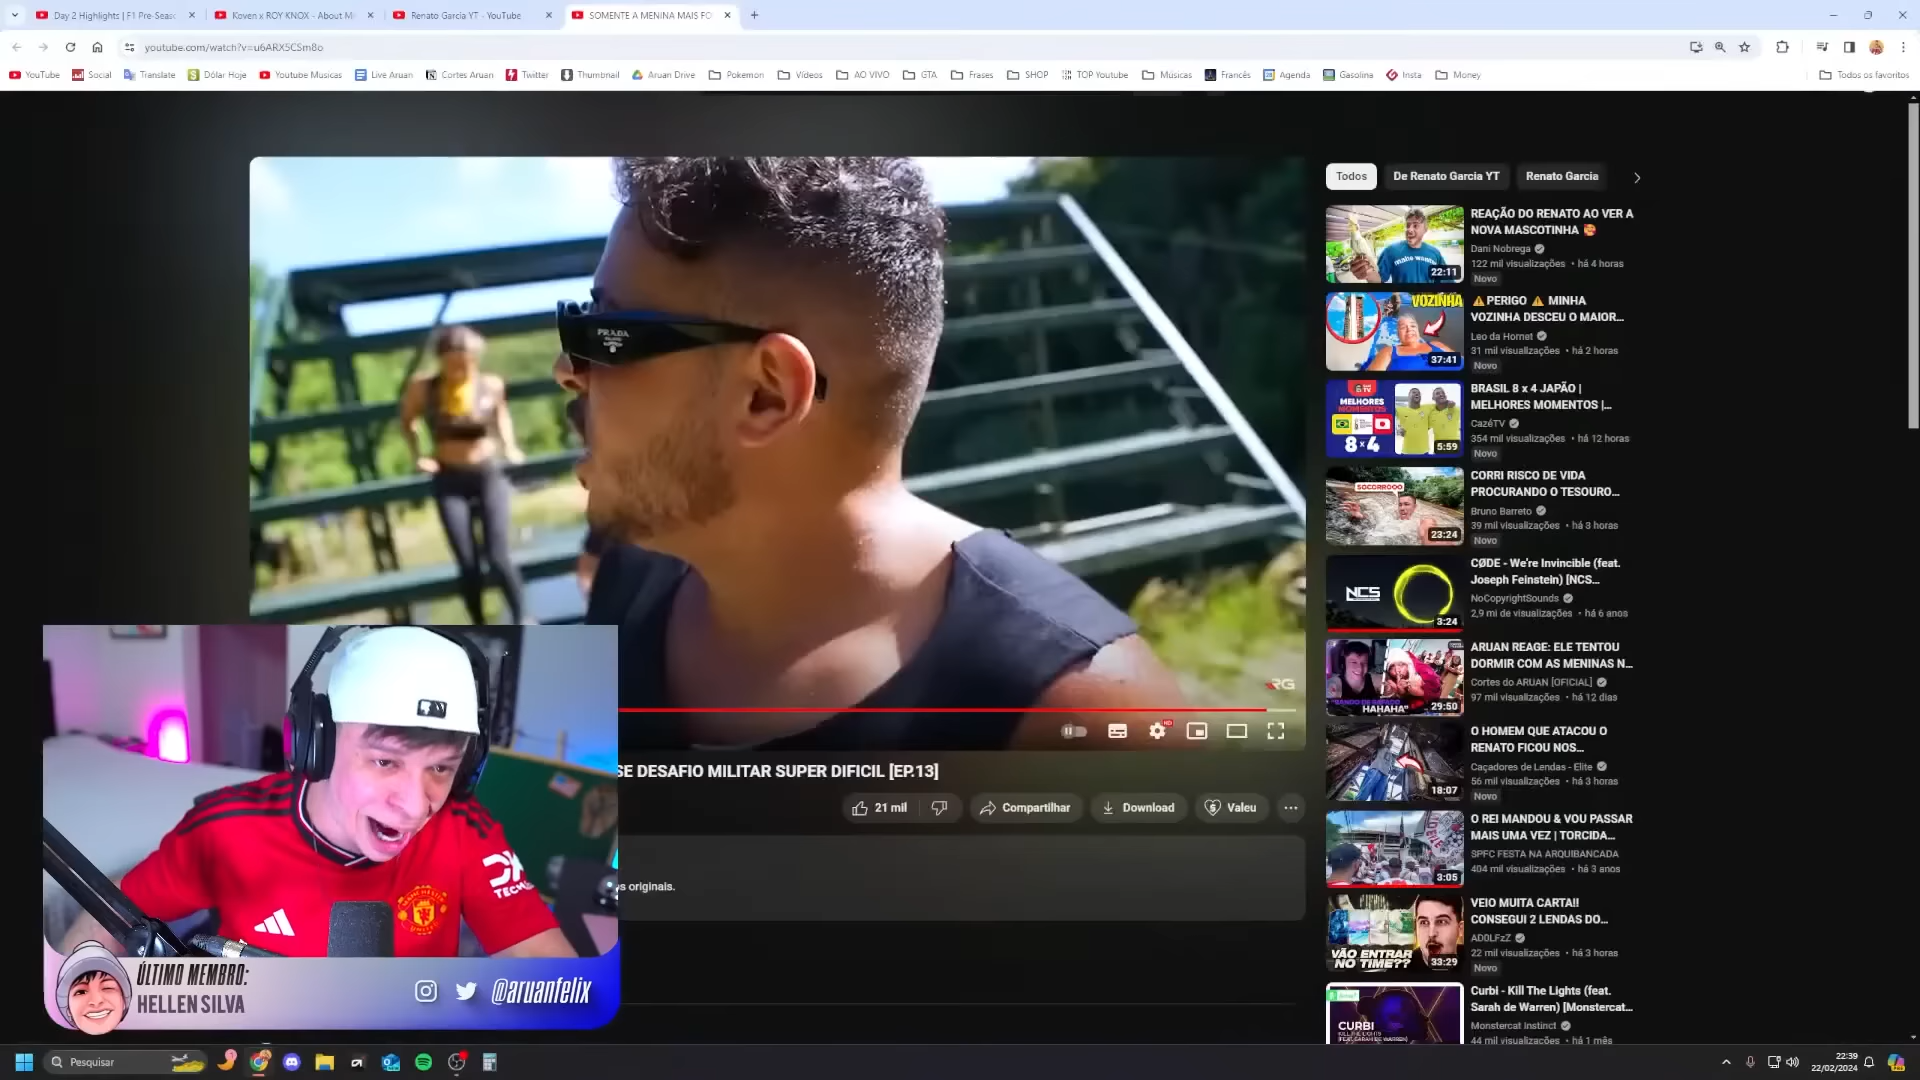 Day 2 Highlights | F1 Pre-Seas
Koven x ROY KNOX - About M
Renato Garcia YT - YouTube
SOMENTE A MENINA MAIS FO
youtube.com/watch?v=u6ARX5CSm8o
YouTube
Social
Translate
Dólar Hoje
Youtube Musicas
Live Aruan
Cortes Aruan
Twitter
Thumbnail
Aruan Drive
Pokemon
Vídeos
AO VIVO
GTA
Frases
SHOP
TOP Youtube
Músicas
Francês
Agenda
Gasolina
Insta
Money
Todos os favoritos
PRADA
RG
SE DESAFIO MILITAR SUPER DIFICIL [EP.13]
21 mil
Compartilhar
Download
Valeu
s originais.
TECH
ÚLTIMO MEMBRO:
HELLEN SILVA
@aruanfelix
Todos
De Renato Garcia YT
Renato Garcia
22:11
REAÇÃO DO RENATO AO VER A
NOVA MASCOTINHA 🥰
Dani Nobrega
122 mil visualizações • há 4 horas
Novo
VOZINHA
37:41
⚠️PERIGO ⚠️ MINHA
VOZINHA DESCEU O MAIOR...
Leo da Hornet
31 mil visualizações • há 2 horas
Novo
MELHORES
MOMENTOS
8 x 4
5:59
BRASIL 8 x 4 JAPÃO |
MELHORES MOMENTOS |...
CazéTV
354 mil visualizações • há 12 horas
Novo
SOCORROOO
23:24
CORRI RISCO DE VIDA
PROCURANDO O TESOURO...
Bruno Barreto
39 mil visualizações • há 3 horas
Novo
NCS
3:24
CØDE - We're Invincible (feat.
Joseph Feinstein) [NCS...
NoCopyrightSounds
2,9 mi de visualizações • há 6 anos
HAHAHA"
29:50
ARUAN REAGE: ELE TENTOU
DORMIR COM AS MENINAS N...
Cortes do ARUAN [OFICIAL]
97 mil visualizações • há 12 dias
18:07
O HOMEM QUE ATACOU O
RENATO FICOU NOS...
Caçadores de Lendas - Elite
56 mil visualizações • há 3 horas
Novo
3:05
O REI MANDOU & VOU PASSAR
MAIS UMA VEZ | TORCIDA...
SPFC FESTA NA ARQUIBANCADA
404 mil visualizações • há 3 anos
VÃO ENTRAR
NO TIME??
33:29
VEIO MUITA CARTA!!
CONSEGUI 2 LENDAS DO...
AD0LFzZ
22 mil visualizações • há 3 horas
Novo
CURBI
KILL THE LIGHTS
(FEAT. SARAH DE WARREN)
Curbi - Kill The Lights (feat.
Sarah de Warren) [Monstercat...
Monstercat Instinct
44 mil visualizações • há 1 mês
Pesquisar
22:39
22/02/2024